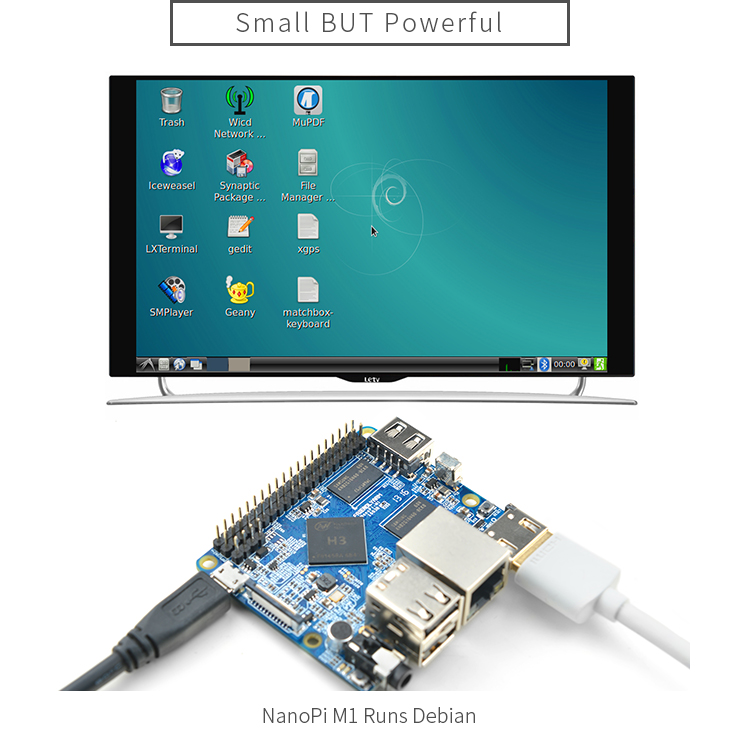 Small BUT Powerful
Trash
Wicd
Network ...
MuPDF
Iceweasel
Synaptic
Package ...
File
Manager ...
LXTerminal
gedit
xgps
SMPlayer
Geany
matchbox-
keyboard
00:00
Letv
H3
NanoPi M1 Runs Debian